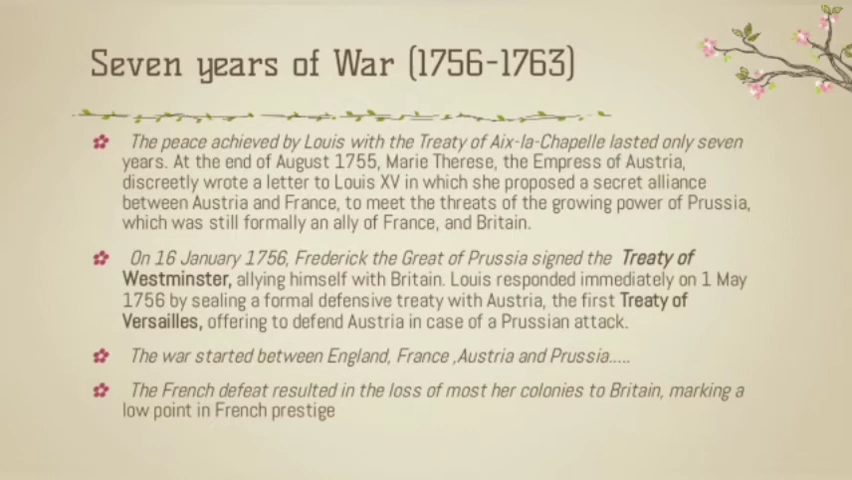 Seven years of War (1756-1763)
The peace achieved by Louis with the Treaty of Aix-la-Chapelle lasted only seven
years. At the end of August 1755, Marie Therese, the Empress of Austria,
discreetly wrote a letter to Louis XV in which she proposed a secret alliance
between Austria and France, to meet the threats of the growing power of Prussia,
which was still formally an ally of France, and Britain.
On 16 January 1756, Frederick the Great of Prussia signed the Treaty of
Westminster, allying himself with Britain. Louis responded immediately on 1 May
1756 by sealing a formal defensive treaty with Austria, the first Treaty of
Versailles, offering to defend Austria in case of a Prussian attack.
The war started between England, France ,Austria and Prussia.....
The French defeat resulted in the loss of most her colonies to Britain, marking a
low point in French prestige